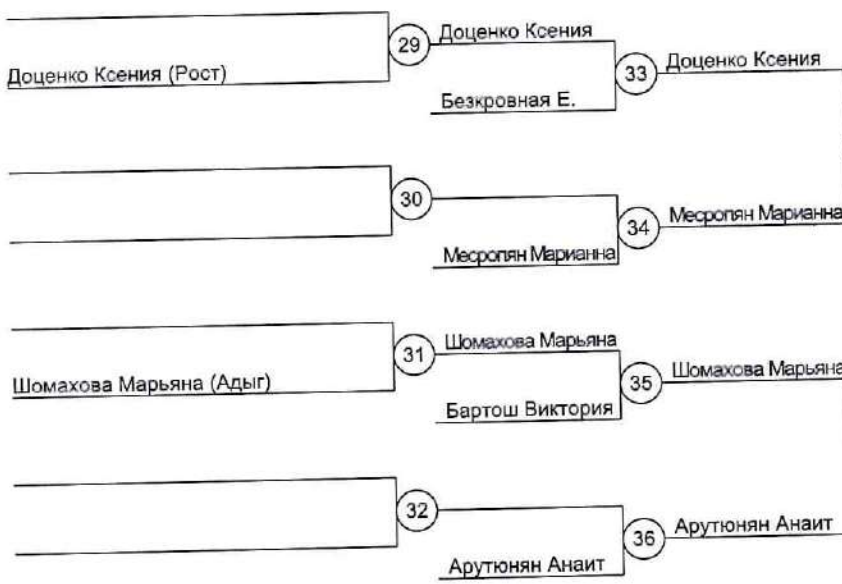 29 Доценко Ксения
Доценко Ксения (Рост)
33 Доценко Ксения
Безкровная Е.
30
34 Месропян Марианна
Месропян Марианна
31 Шомахова Марьяна
Шомахова Марьяна (Адыг)
35 Шомахова Марьяна
Бартош Виктория
32
36 Арутюнян Анаит
Арутюнян Анаит